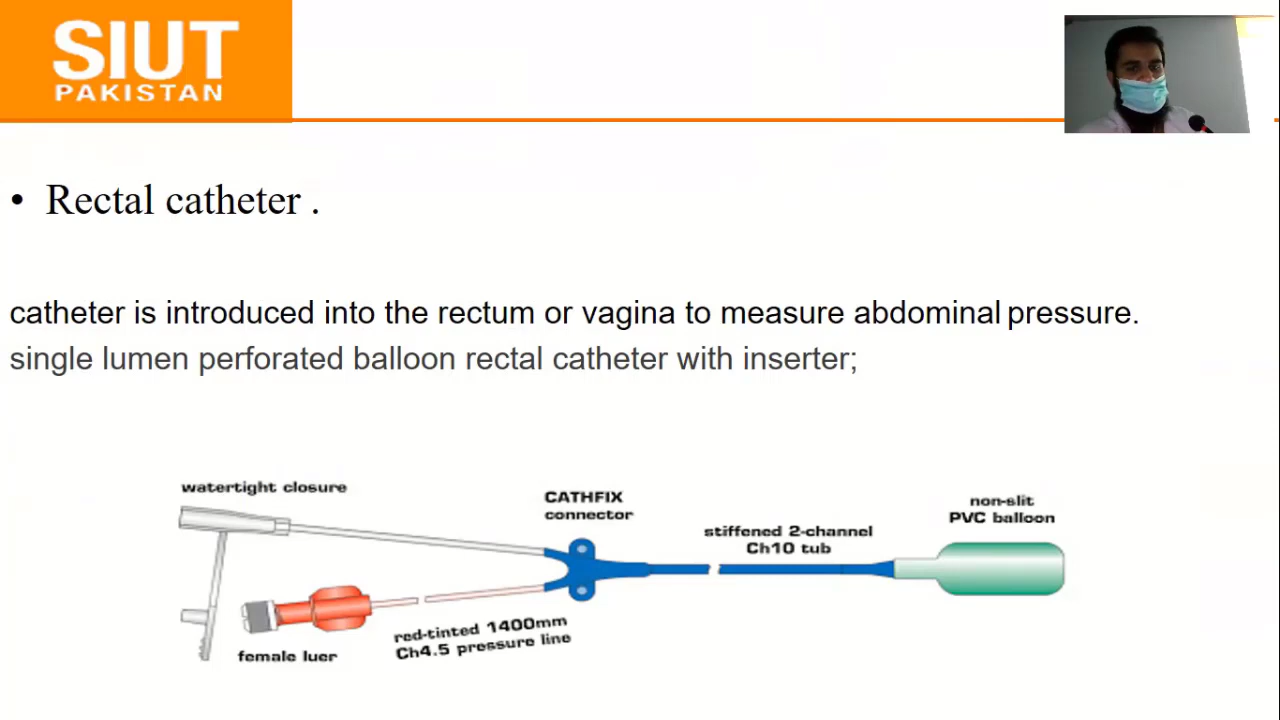 SIUT
PAKISTAN
• Rectal catheter .
catheter is introduced into the rectum or vagina to measure abdominal pressure.
single lumen perforated balloon rectal catheter with inserter;
watertight closure
CATHFIX
connector
non-slit
PVC balloon
stiffened 2-channel
Ch10 tub
red-tinted 1400mm
Ch4.5 pressure line
female luer